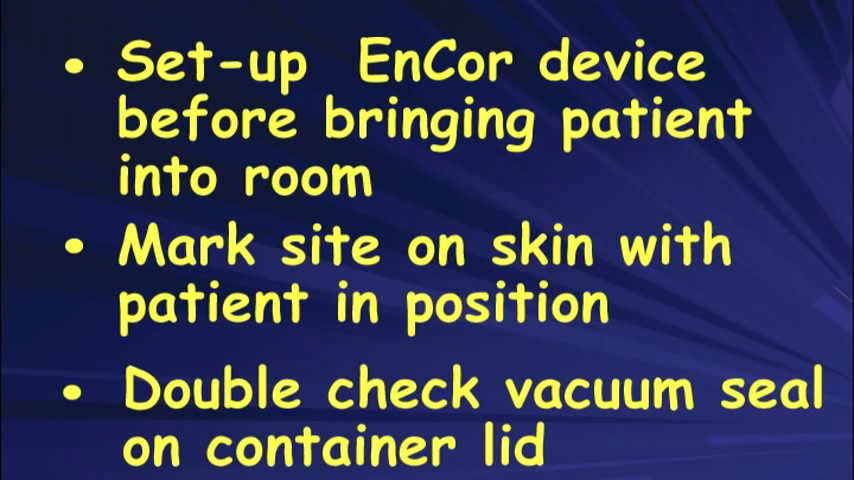 • Set-up EnCor device
before bringing patient
into room
• Mark site on skin with
patient in position
• Double check vacuum seal
on container lid